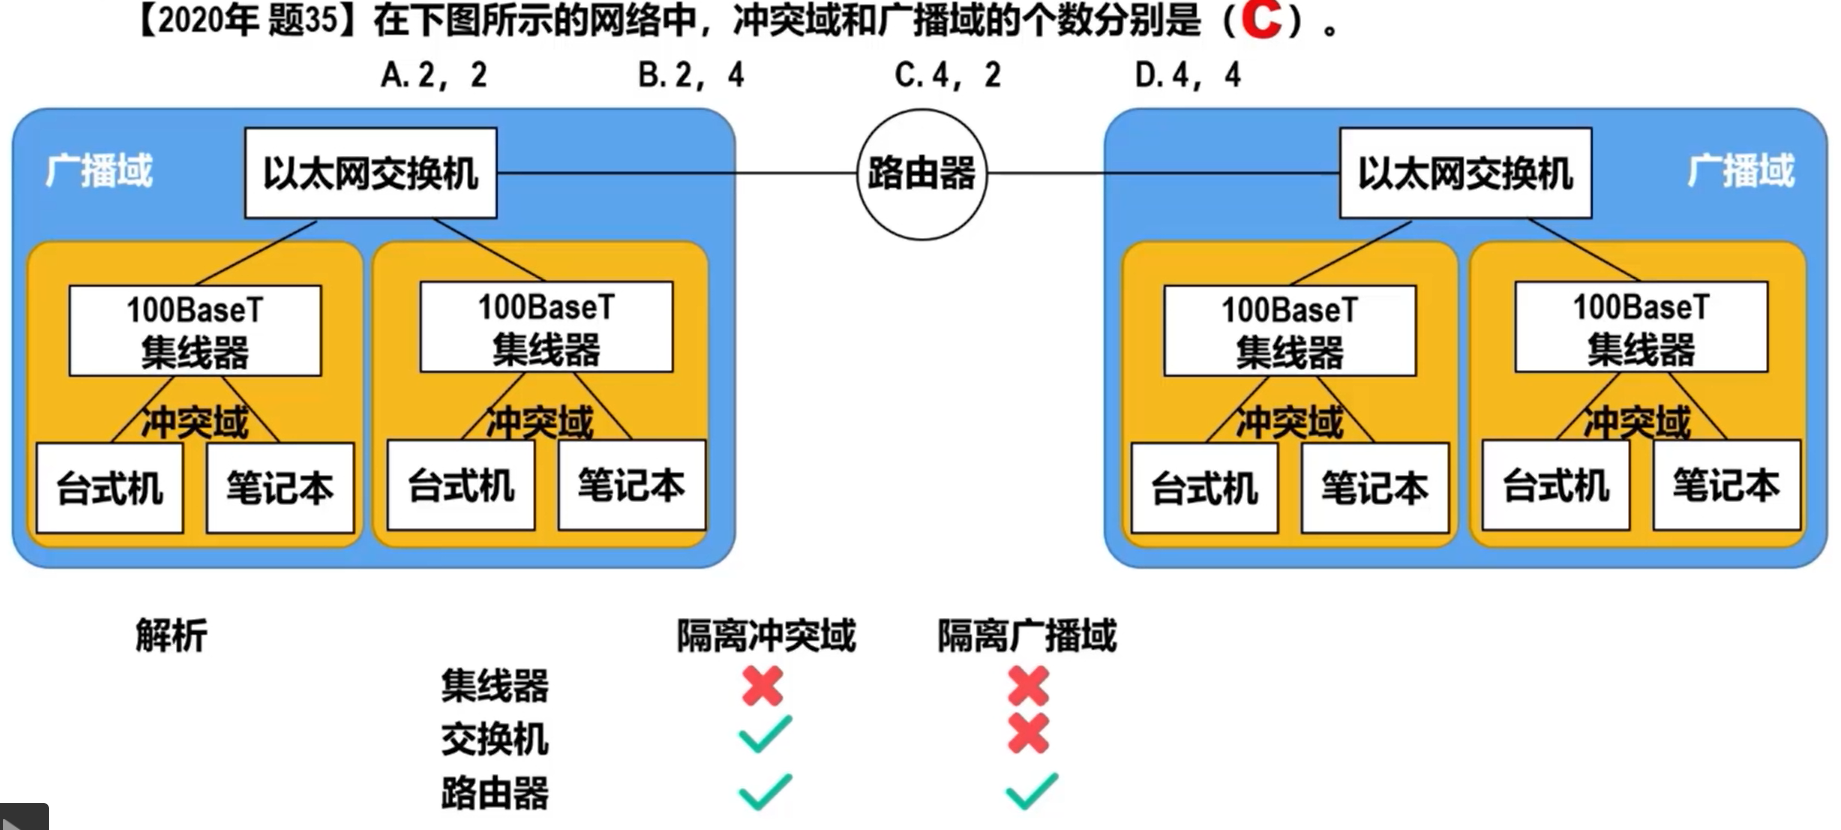 【2020年 题35】在下图所示的网络中，冲突域和广播域的个数分别是（C）。
A. 2，2 B. 2，4 C. 4，2 D. 4，4
广播域 以太网交换机 路由器 以太网交换机 广播域
100BaseT 100BaseT 100BaseT 100BaseT
集线器 集线器 集线器 集线器
冲突域 冲突域 冲突域 冲突域
台式机 笔记本 台式机 笔记本 台式机 笔记本 台式机 笔记本
解析 隔离冲突域 隔离广播域
集线器
交换机
路由器